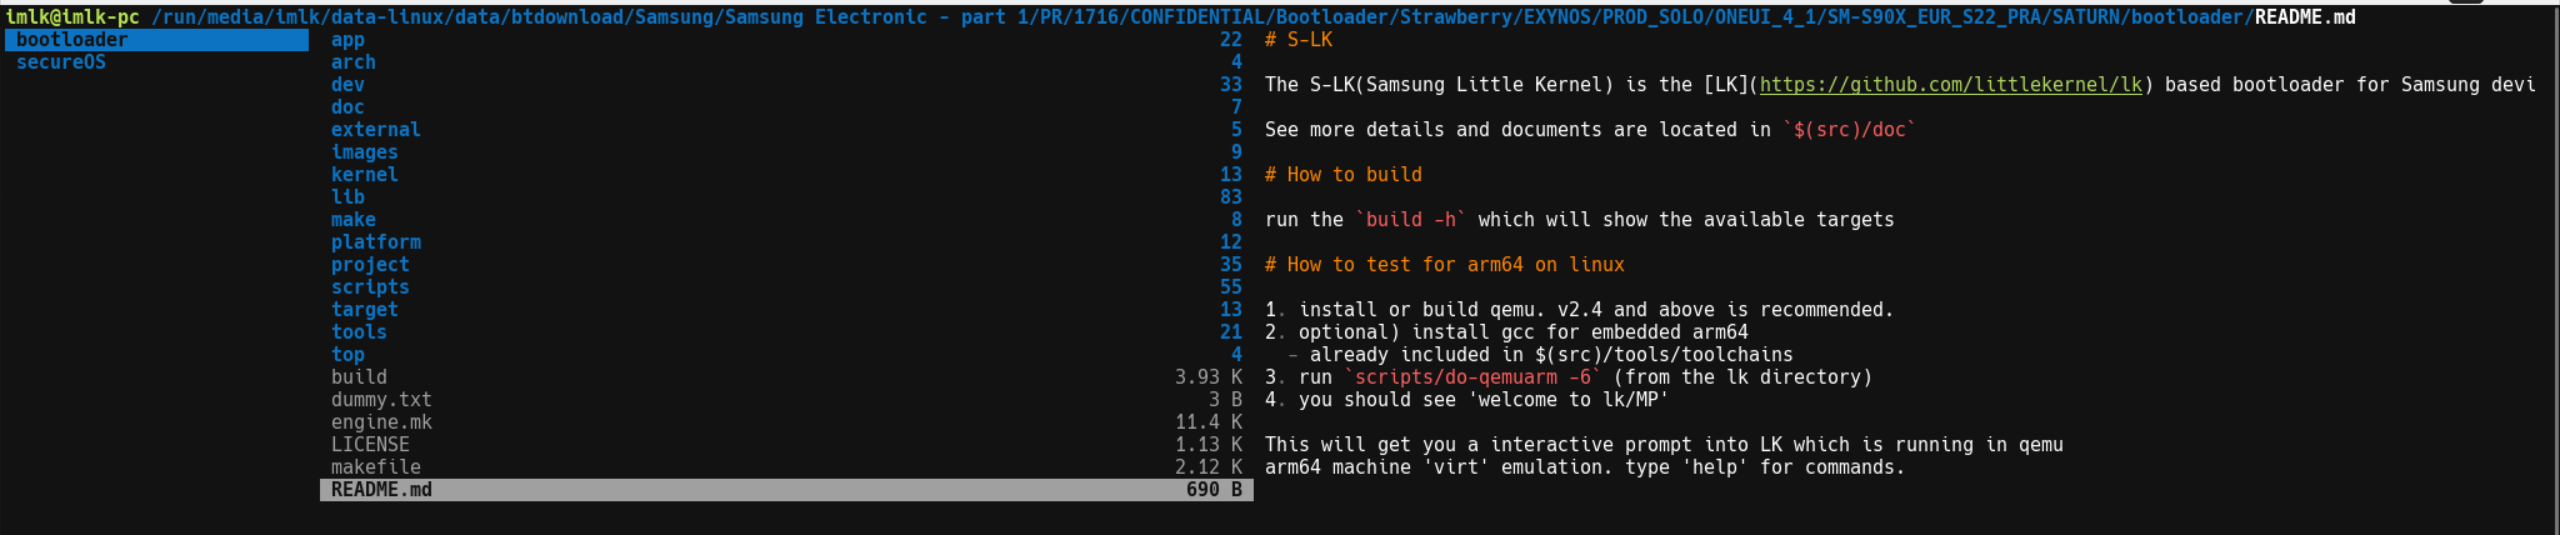 imlk@imlk-pc /run/media/imlk/data-linux/data/btdownload/Samsung/Samsung Electronic - part 1/PR/1716/CONFIDENTIAL/Bootloader/Strawberry/EXYNOS/PROD_SOLO/ONEUI_4_1/SM-S90X_EUR_S22_PRA/SATURN/bootloader/README.md
bootloader
secureOS
app 22
arch 4
dev 33
doc 7
external 5
images 9
kernel 13
lib 83
make 8
platform 12
project 35
scripts 55
target 13
tools 21
top 4
build 3.93 K
dummy.txt 3 B
engine.mk 11.4 K
LICENSE 1.13 K
makefile 2.12 K
README.md 690 B
# S-LK
The S-LK(Samsung Little Kernel) is the [LK](https://github.com/littlekernel/lk) based bootloader for Samsung devi
See more details and documents are located in `$(src)/doc`
# How to build
run the `build -h` which will show the available targets
# How to test for arm64 on linux
1. install or build qemu. v2.4 and above is recommended.
2. optional) install gcc for embedded arm64
- already included in $(src)/tools/toolchains
3. run `scripts/do-qemuarm -6` (from the lk directory)
4. you should see 'welcome to lk/MP'
This will get you a interactive prompt into LK which is running in qemu
arm64 machine 'virt' emulation. type 'help' for commands.